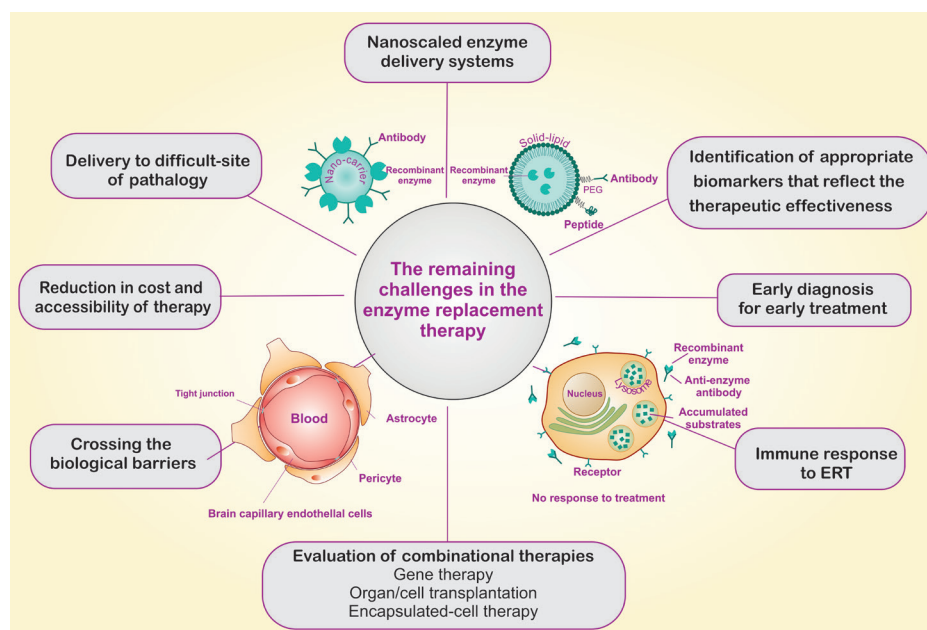 Nanoscaled enzyme
delivery systems
Delivery to difficult-site
of pathalogy
Antibody
Nano-carrier
Recombinant
enzyme
Recombinant
enzyme
Solid-lipid
PEG
Antibody
Peptide
Identification of appropriate
biomarkers that reflect the
therapeutic effectiveness
The remaining
challenges in the
enzyme replacement
therapy
Reduction in cost and
accessibility of therapy
Early diagnosis
for early treatment
Tight junction
Blood
Astrocyte
Pericyte
Brain capillary endothellal cells
Crossing the
biological barriers
Nucleus
Lysosome
Recombinant
enzyme
Anti-enzyme
antibody
Accumulated
substrates
Receptor
No response to treatment
Immune response
to ERT
Evaluation of combinational therapies
Gene therapy
Organ/cell transplantation
Encapsulated-cell therapy